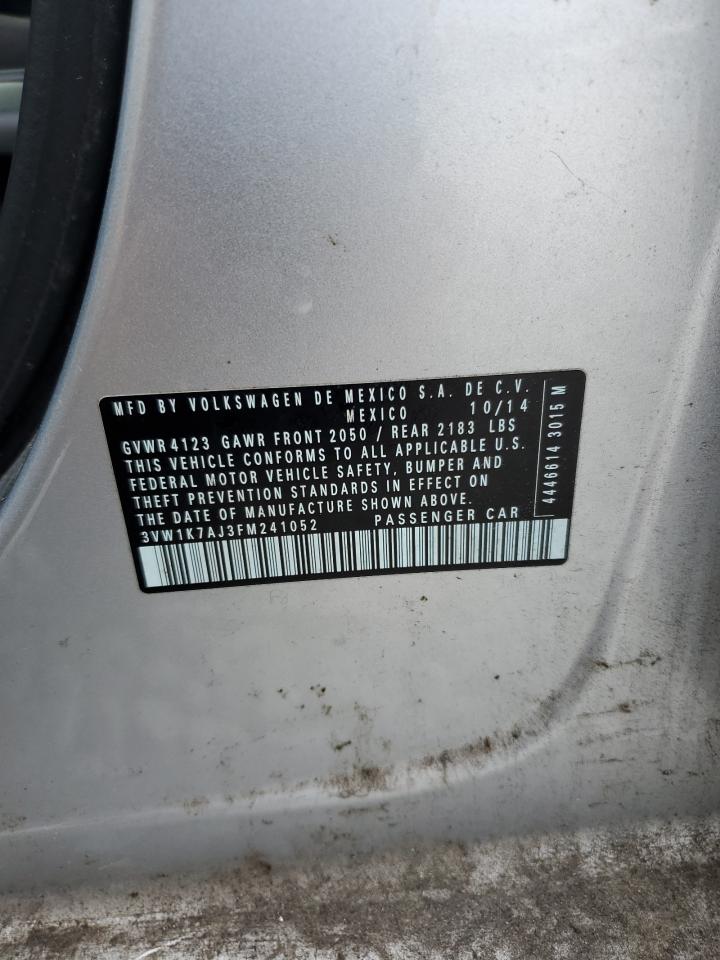 MFD BY VOLKSWAGEN DE MEXICO S.A. DE C.V.
MEXICO 10/14
GVWR 4123 GAWR FRONT 2050 / REAR 2183 LBS
THIS VEHICLE CONFORMS TO ALL APPLICABLE U.S.
FEDERAL MOTOR VEHICLE SAFETY, BUMPER AND
THEFT PREVENTION STANDARDS IN EFFECT ON
THE DATE OF MANUFACTURE SHOWN ABOVE.
3VW1K7AJ3FM241052 PASSENGER CAR
4446614 3015 M